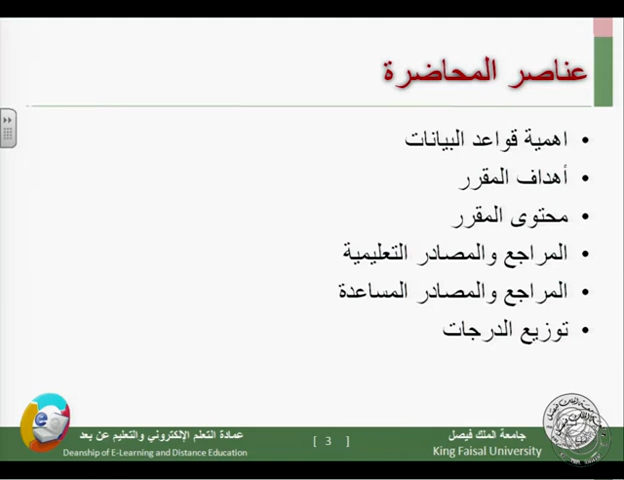 عناصر المحاضرة
• اهمية قواعد البيانات
• أهداف المقرر
• محتوى المقرر
• المراجع والمصادر التعليمية
• المراجع والمصادر المساعدة
• توزيع الدرجات
جامعة الملك فيصل
King Faisal University
[ 3 ]
عمادة التعلم الإلكتروني والتعليم عن بعد
Deanship of E-Learning and Distance Education